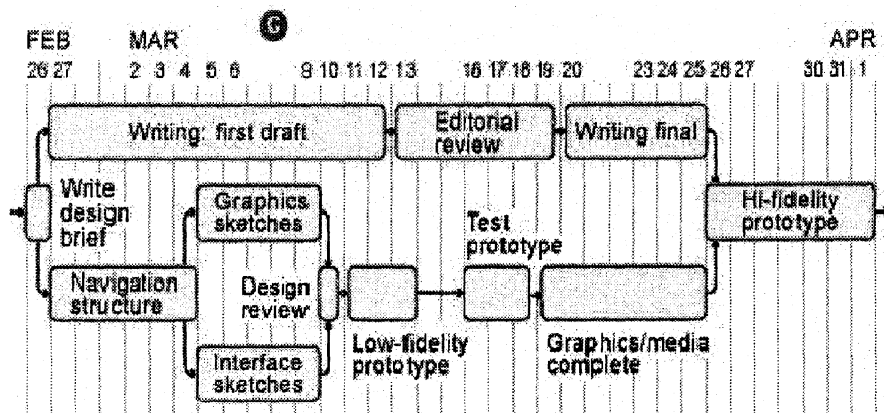 G
FEB MAR APR
26 27 2 3 4 5 6 9 10 11 12 13 16 17 18 19 20 23 24 25 26 27 30 31 1
Writing: first draft
Editorial
review
Writing final
Write
design
brief
Graphics
sketches
Hi-fidelity
prototype
Test
prototype
Navigation
structure
Design
review
Interface
sketches
Low-fidelity
prototype
Graphics/media
complete